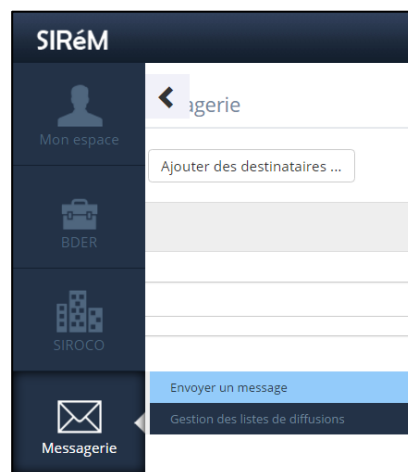 SIRéM
Mon espace
agerie
Ajouter des destinataires ...
BDER
SIROCO
Envoyer un message
Gestion des listes de diffusions
Messagerie